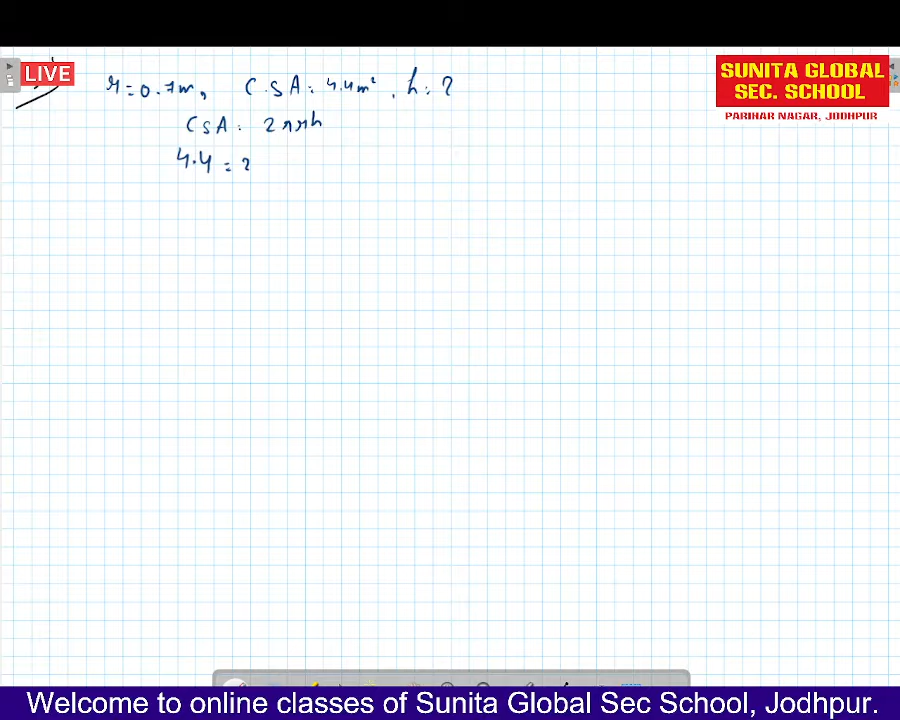 LIVE
r = 0.7m, C.SA: 4.4m², h: ?
CSA: 2πrh
4.4 = 2
SUNITA GLOBAL
SEC. SCHOOL
PARIHAR NAGAR, JODHPUR
Welcome to online classes of Sunita Global Sec School, Jodhpur.